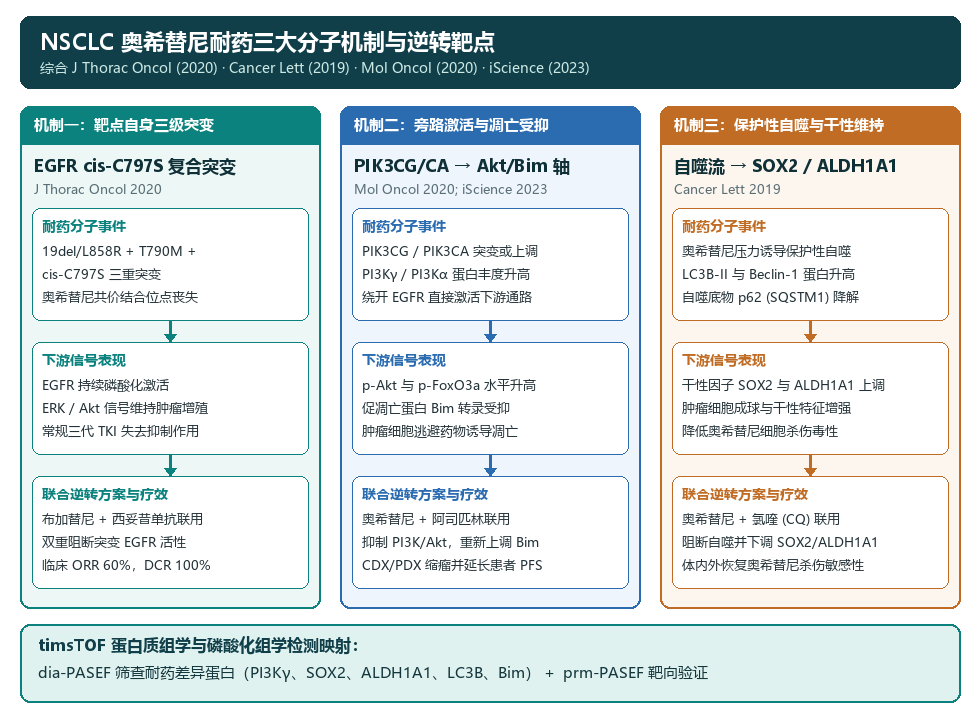 NSCLC 奥希替尼耐药三大分子机制与逆转靶点
综合 J Thorac Oncol (2020) · Cancer Lett (2019) · Mol Oncol (2020) · iScience (2023)
机制一：靶点自身三级突变
EGFR cis-C797S 复合突变
J Thorac Oncol 2020
耐药分子事件
19del/L858R + T790M +
cis-C797S 三重突变
奥希替尼共价结合位点丧失
下游信号表现
EGFR 持续磷酸化激活
ERK / Akt 信号维持肿瘤增殖
常规三代 TKI 失去抑制作用
联合逆转方案与疗效
布加替尼 + 西妥昔单抗联用
双重阻断突变 EGFR 活性
临床 ORR 60%，DCR 100%
机制二：旁路激活与凋亡受抑
PIK3CG/CA → Akt/Bim 轴
Mol Oncol 2020; iScience 2023
耐药分子事件
PIK3CG / PIK3CA 突变或上调
PI3Kγ / PI3Kα 蛋白丰度升高
绕开 EGFR 直接激活下游通路
下游信号表现
p-Akt 与 p-FoxO3a 水平升高
促凋亡蛋白 Bim 转录受抑
肿瘤细胞逃避药物诱导凋亡
联合逆转方案与疗效
奥希替尼 + 阿司匹林联用
抑制 PI3K/Akt，重新上调 Bim
CDX/PDX 缩瘤并延长患者 PFS
机制三：保护性自噬与干性维持
自噬流 → SOX2 / ALDH1A1
Cancer Lett 2019
耐药分子事件
奥希替尼压力诱导保护性自噬
LC3B-II 与 Beclin-1 蛋白升高
自噬底物 p62 (SQSTM1) 降解
下游信号表现
干性因子 SOX2 与 ALDH1A1 上调
肿瘤细胞成球与干性特征增强
降低奥希替尼细胞杀伤毒性
联合逆转方案与疗效
奥希替尼 + 氯喹 (CQ) 联用
阻断自噬并下调 SOX2/ALDH1A1
体内外恢复奥希替尼杀伤敏感性
timsTOF 蛋白质组学与磷酸化组学检测映射：
dia-PASEF 筛查耐药差异蛋白（PI3Kγ、SOX2、ALDH1A1、LC3B、Bim） + prm-PASEF 靶向验证